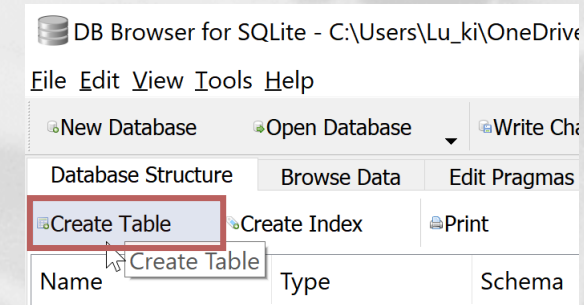 DB Browser for SQLite - C:\Users\Lu_ki\OneDrive
File Edit View Tools Help
New Database Open Database Write Cha
Database Structure Browse Data Edit Pragmas
Create Table Create Index Print
Create Table
Name Type Schema